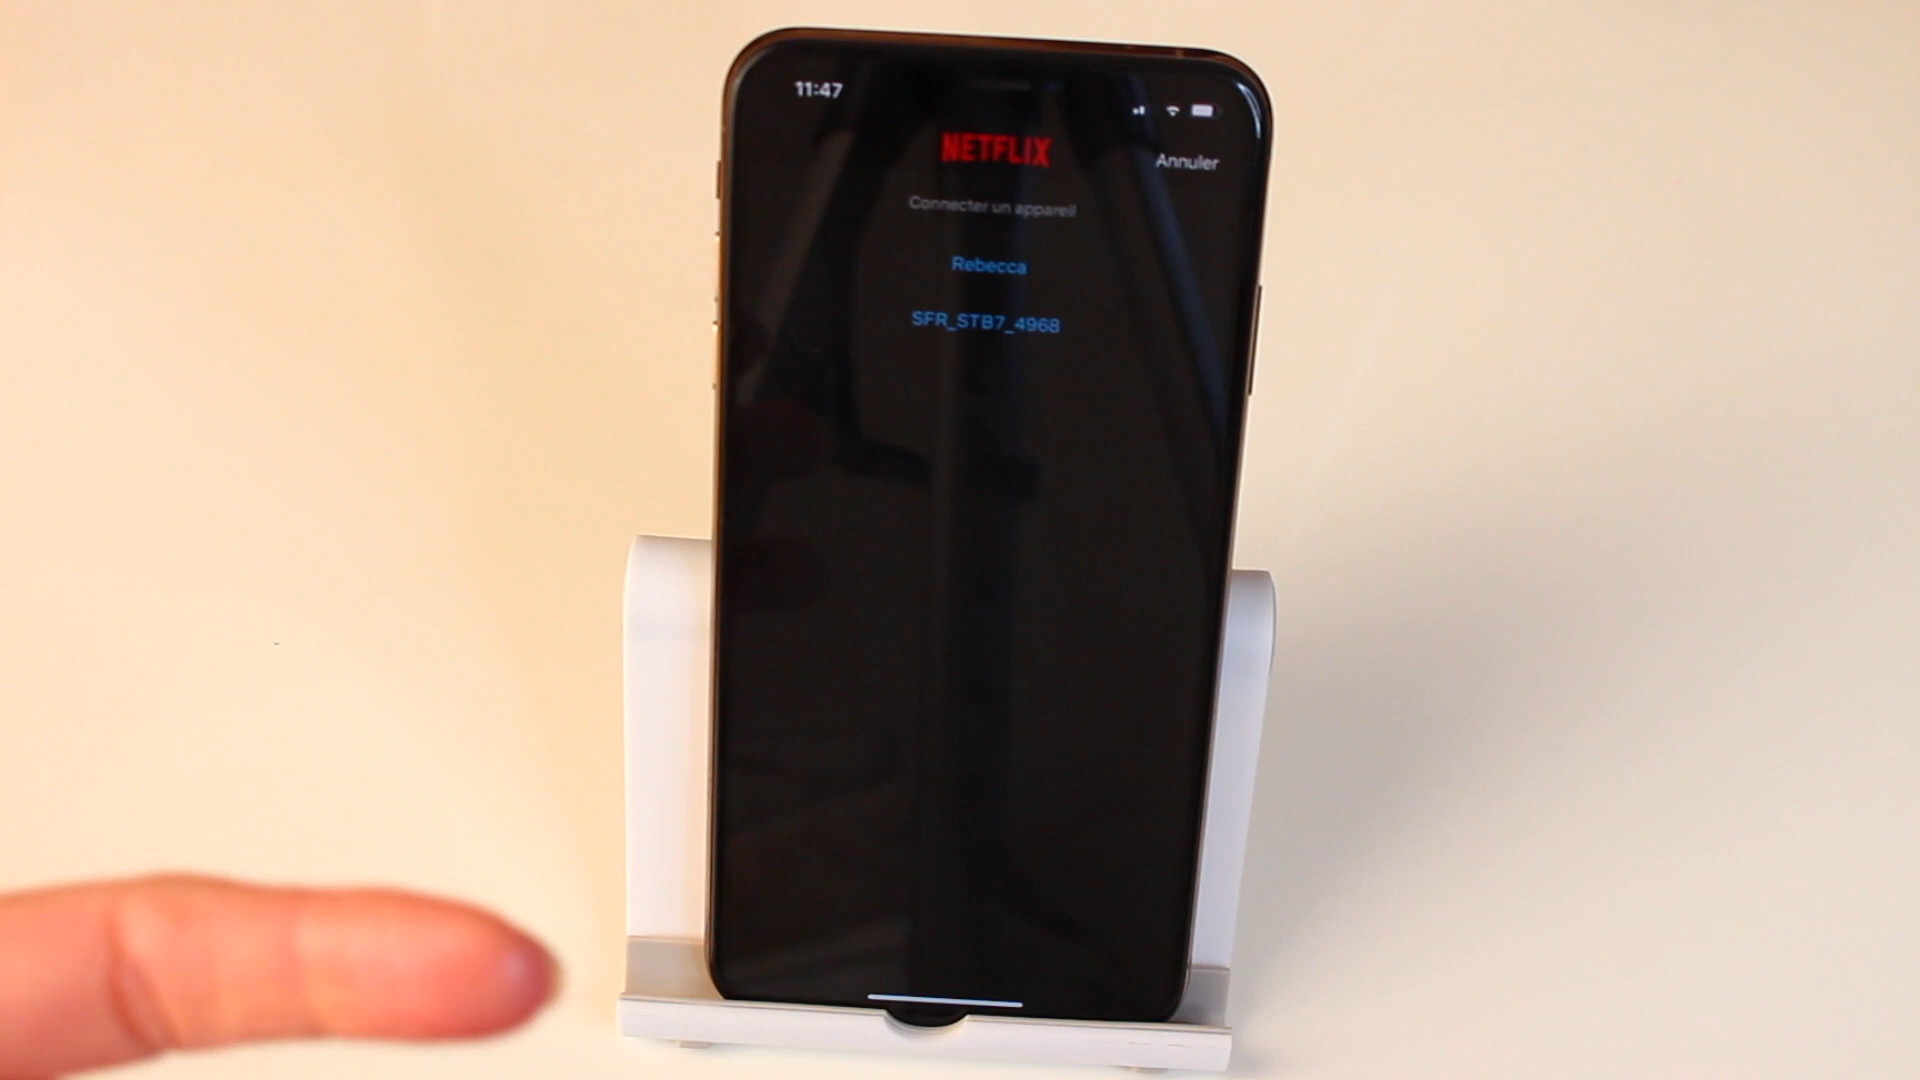 11:47
NETFLIX
Annuler
Connecter un appareil
Rebecca
SFR_STB7_4968